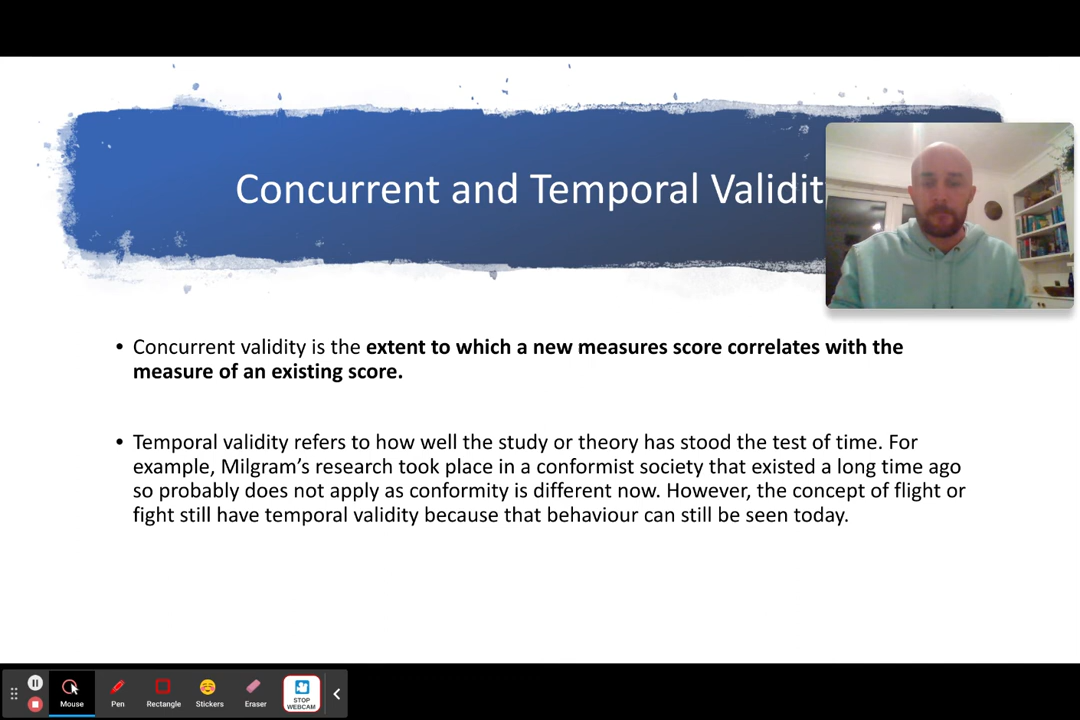 Concurrent and Temporal Validit
• Concurrent validity is the extent to which a new measures score correlates with the
measure of an existing score.
• Temporal validity refers to how well the study or theory has stood the test of time. For
example, Milgram’s research took place in a conformist society that existed a long time ago
so probably does not apply as conformity is different now. However, the concept of flight or
fight still have temporal validity because that behaviour can still be seen today.
Mouse
Pen
Rectangle
Stickers
Eraser
STOP
WEBCAM